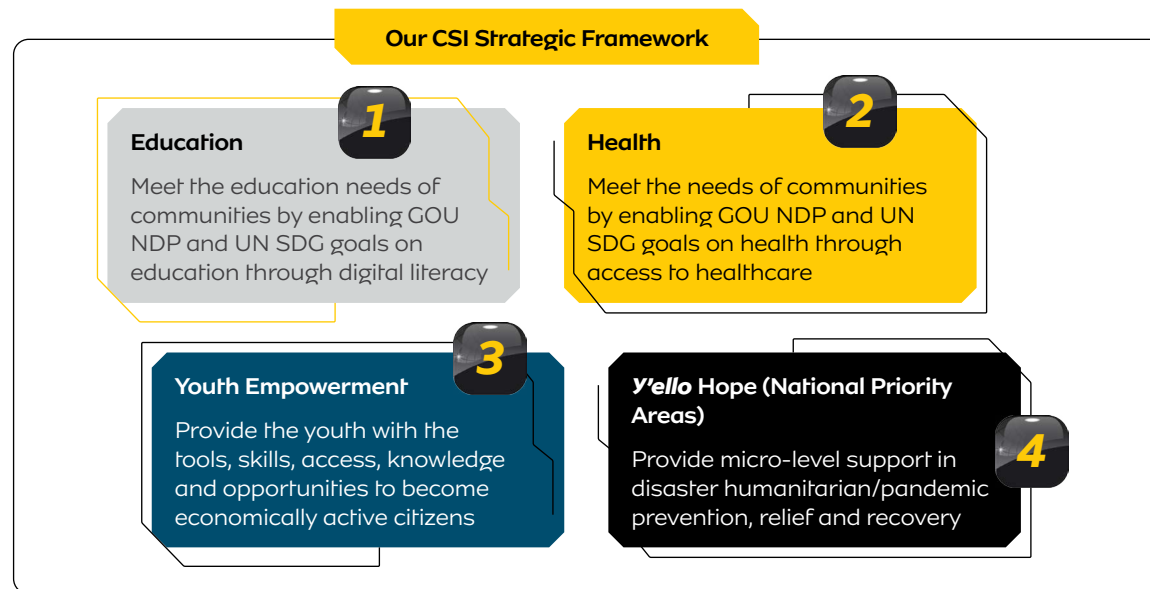 Our CSI Strategic Framework
1
Education
Meet the education needs of
communities by enabling GOU
NDP and UN SDG goals on
education through digital literacy
2
Health
Meet the needs of communities
by enabling GOU NDP and UN
SDG goals on health through
access to healthcare
3
Youth Empowerment
Provide the youth with the
tools, skills, access, knowledge
and opportunities to become
economically active citizens
4
Y'ello Hope (National Priority
Areas)
Provide micro-level support in
disaster humanitarian/pandemic
prevention, relief and recovery